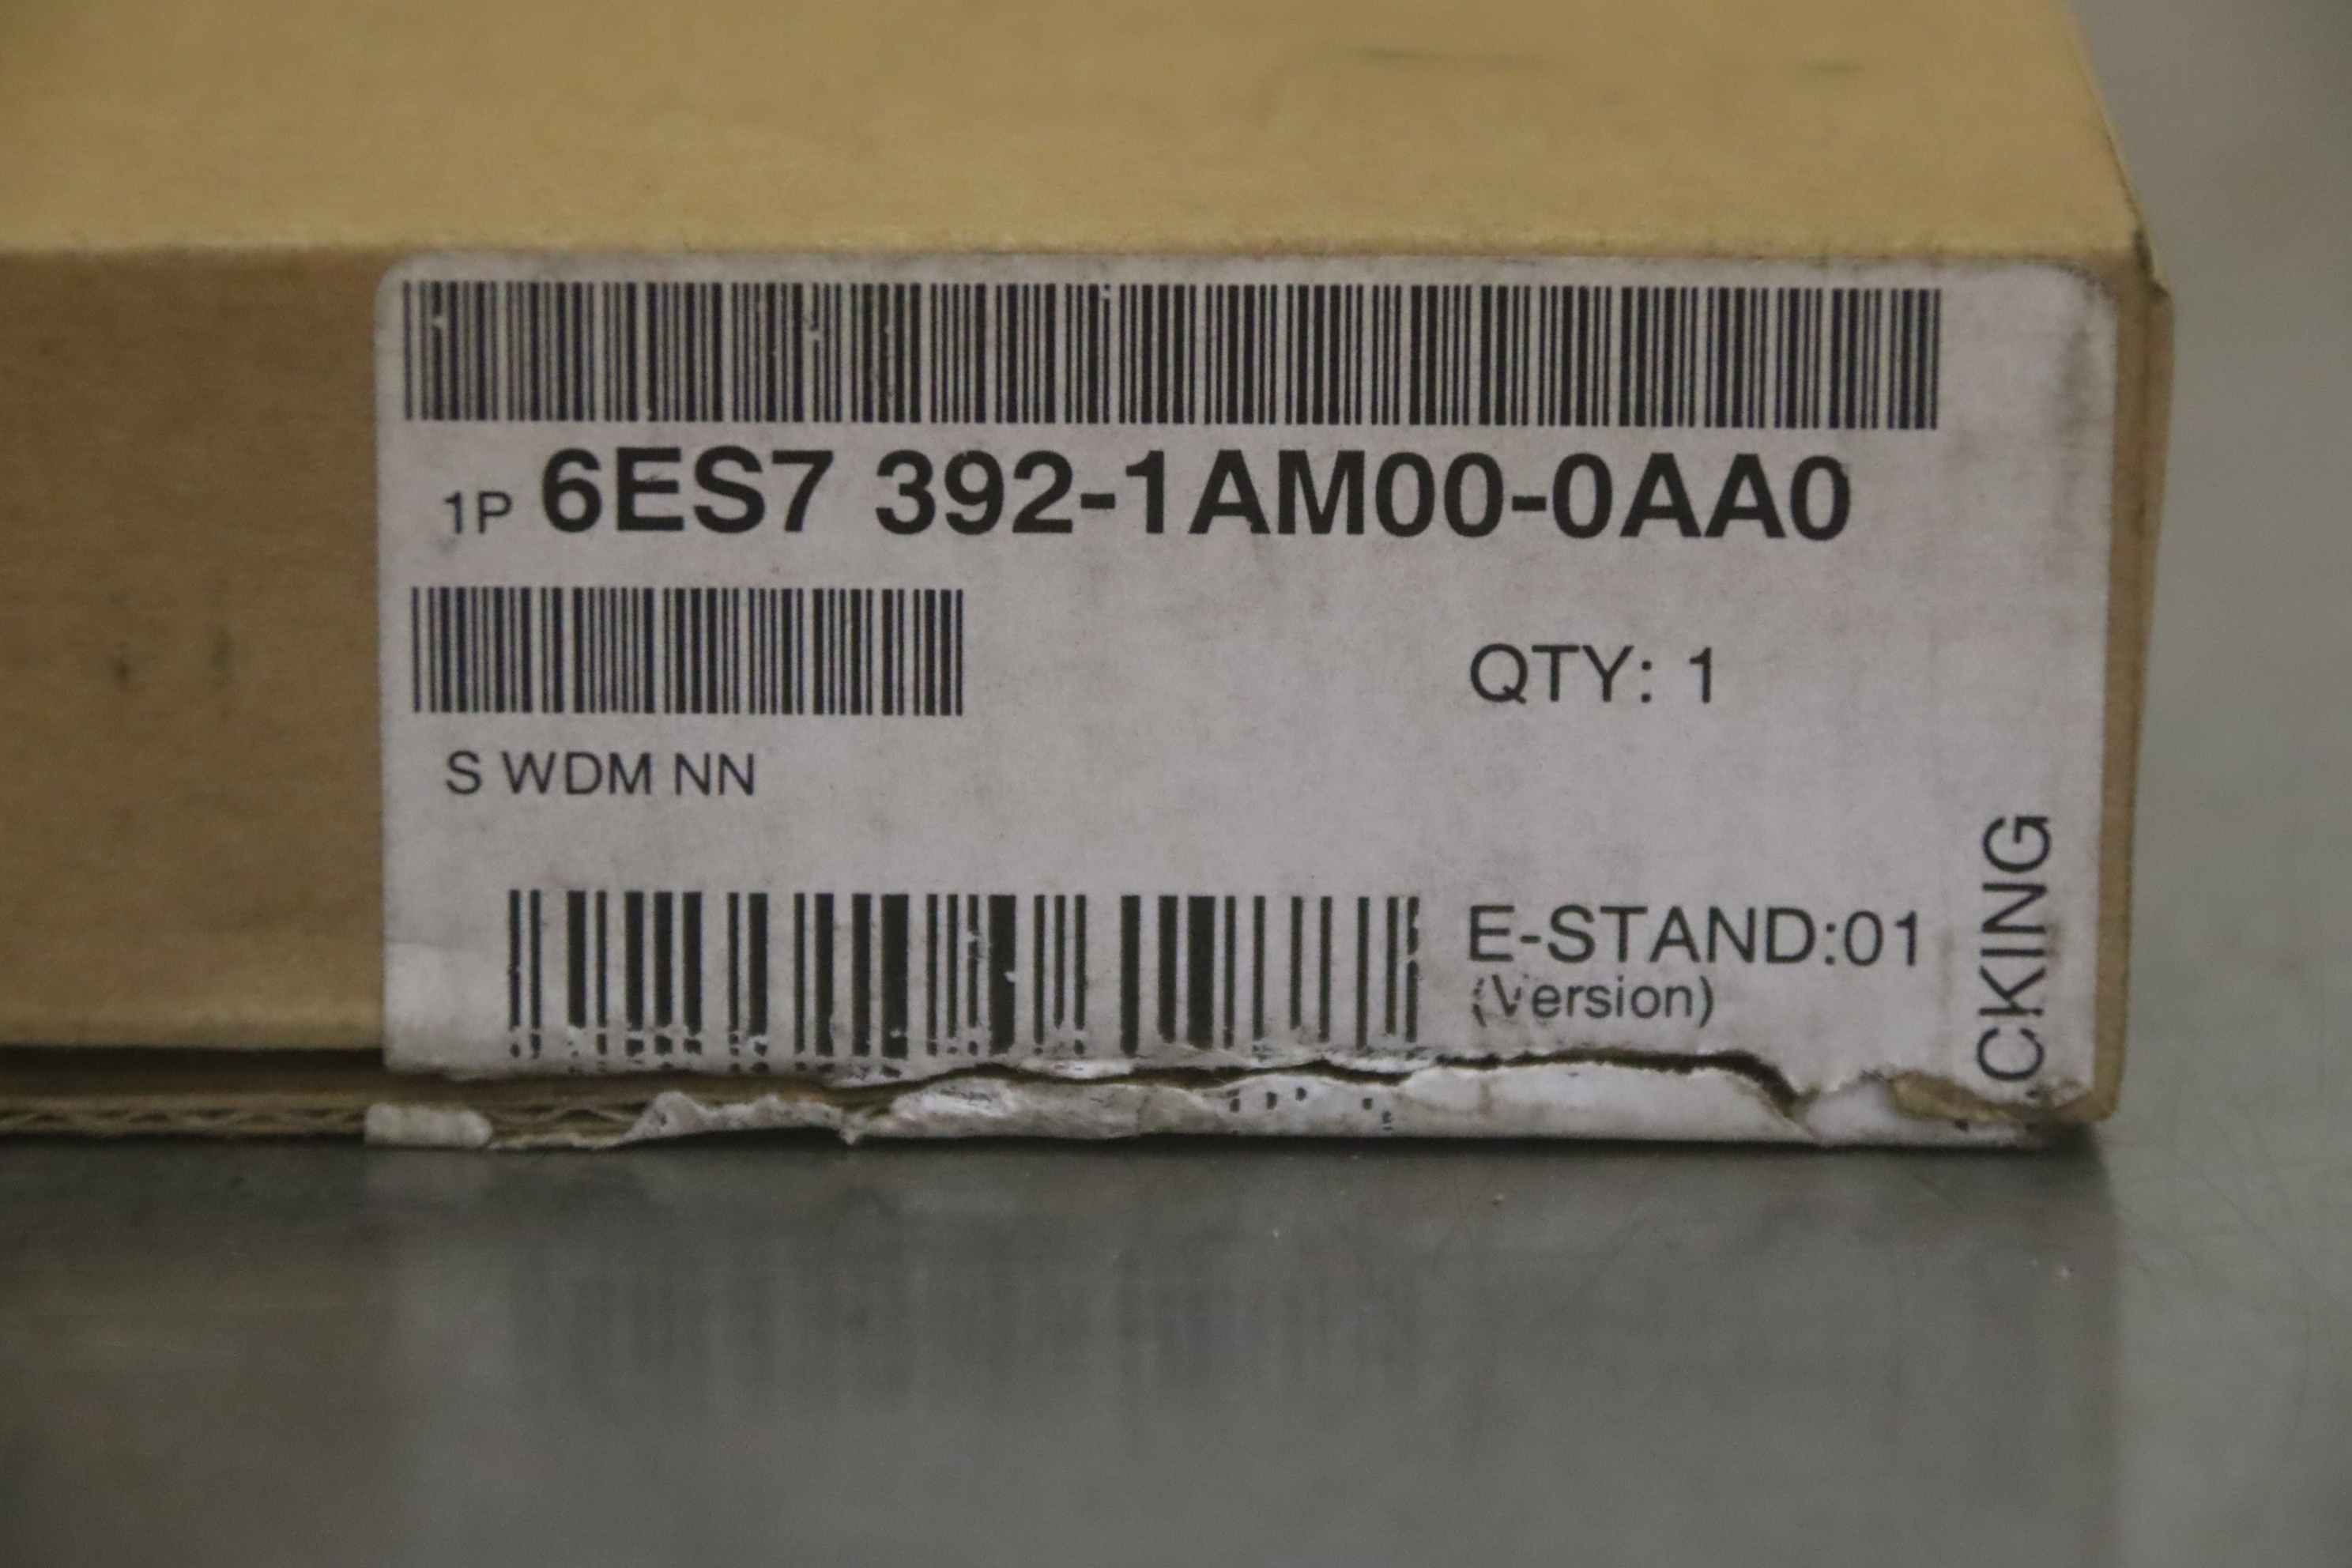 1P 6ES7 392-1AM00-0AA0
QTY: 1
S WDM NN
E-STAND:01
(Version)
CKING